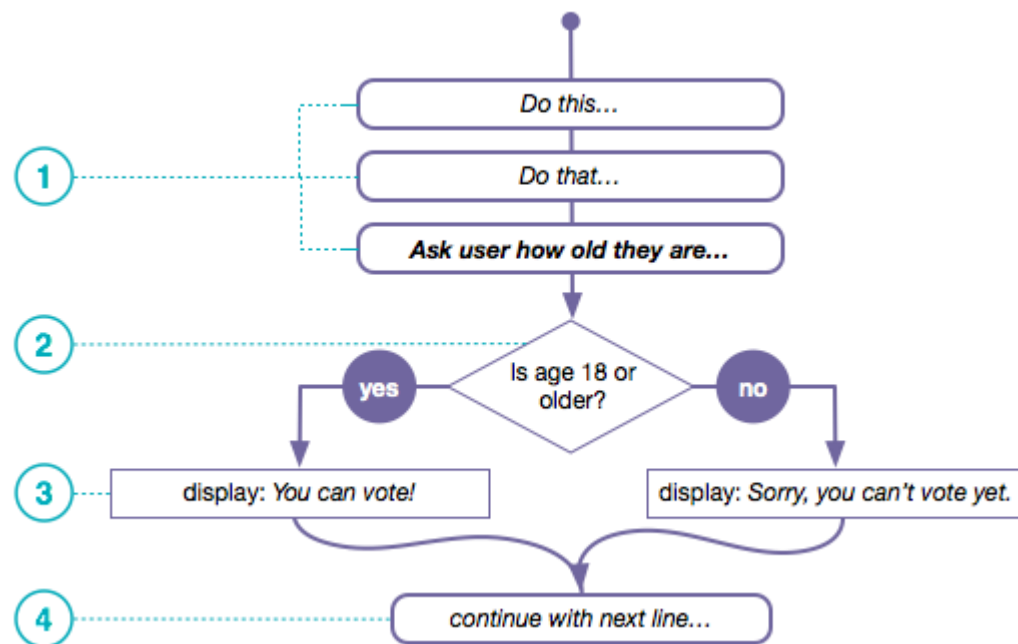 Do this...
1
Do that...
Ask user how old they are...
2
Is age 18 or
older?
yes
no
3
display: You can vote!
display: Sorry, you can't vote yet.
4
continue with next line...